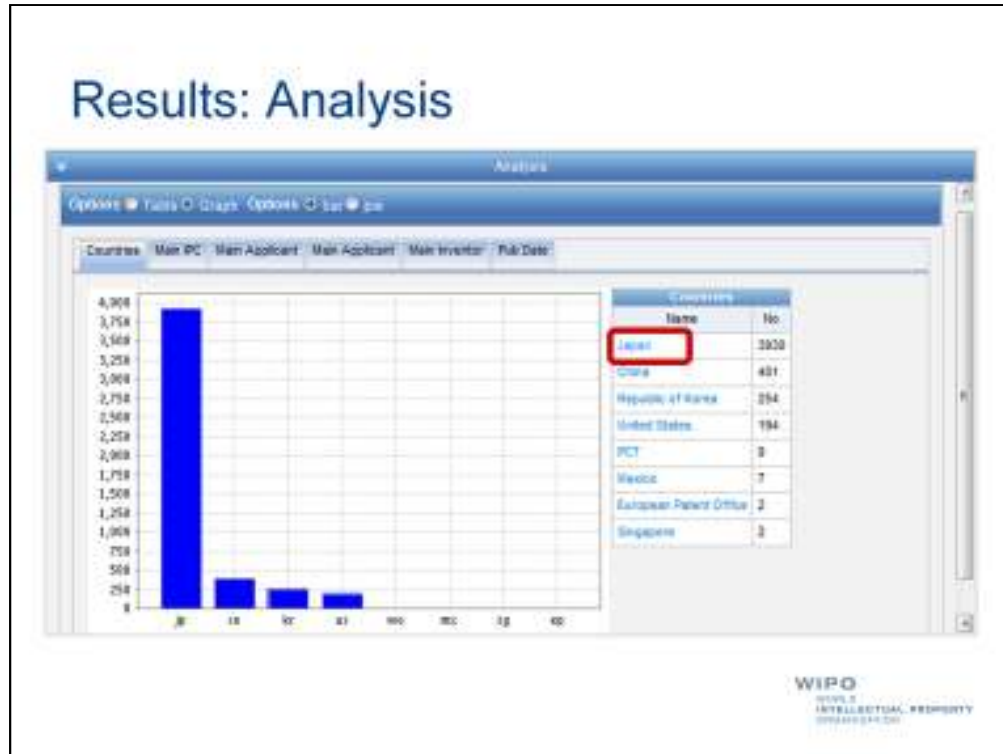 Results: Analysis
Analysis
Options Table Graph Options bar pie
Countries Main IPC Main Applicant Main Applicant Main Inventor Pub Date
4,000
3,750
3,500
3,250
3,000
2,750
2,500
2,250
2,000
1,750
1,500
1,250
1,000
750
500
250
0
jp cn kr us wo mx sg ep
Countries
Name No
Japan
China 401
Republic of Korea 254
United States 194
PCT
Mexico 7
European Patent Office 2
Singapore 2
WIPO
WORLD
INTELLECTUAL PROPERTY
ORGANIZATION